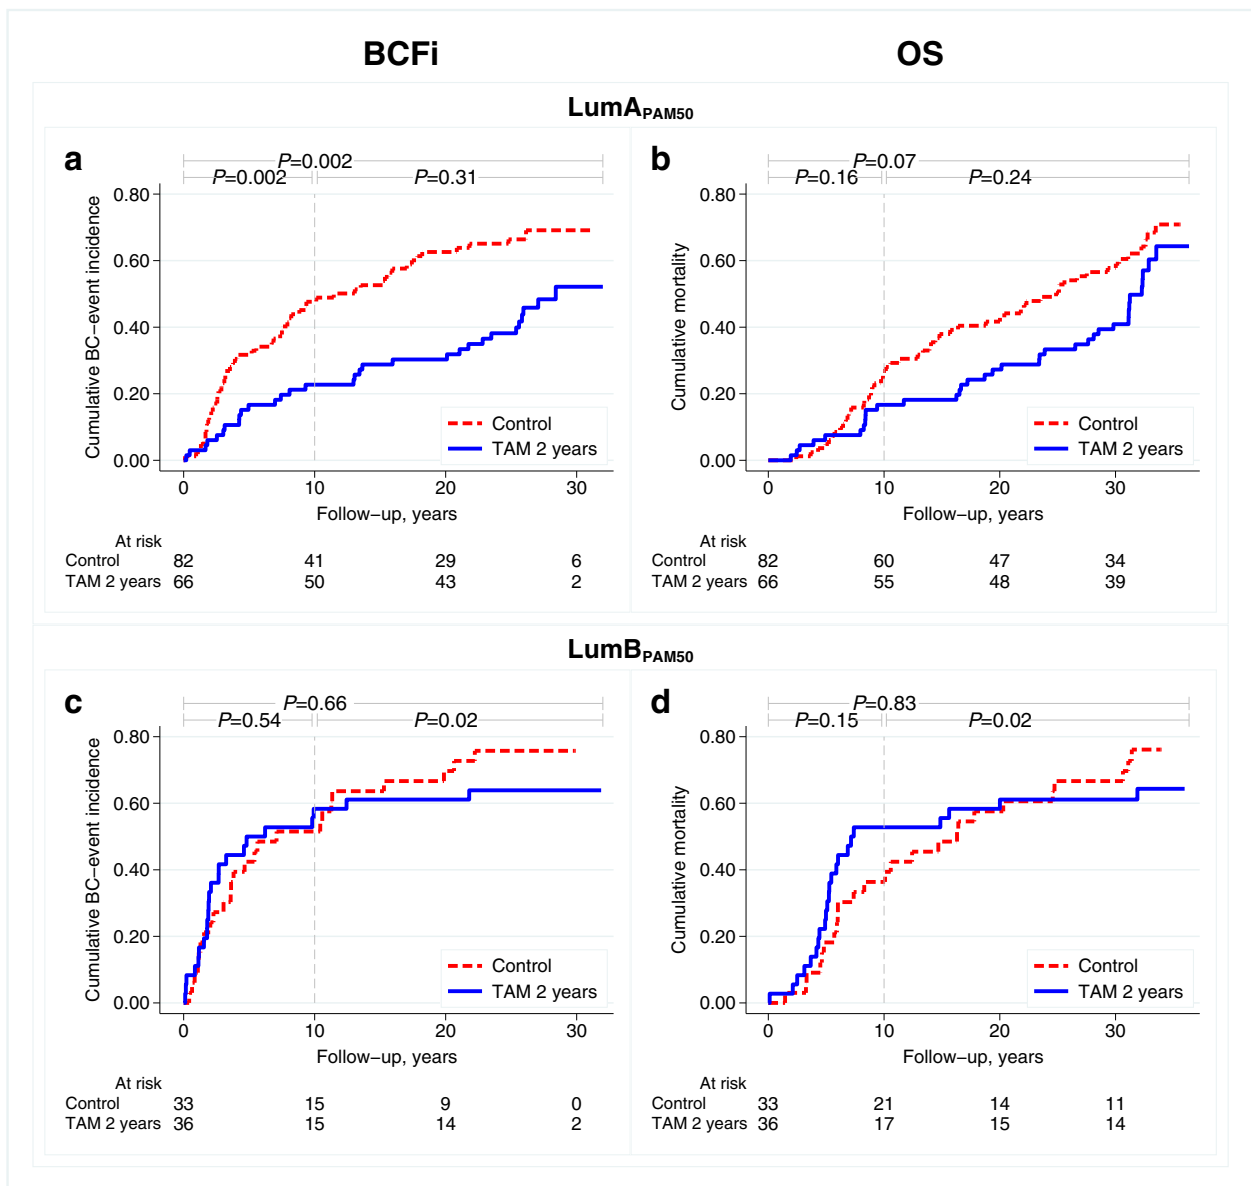 BCFi
OS
LumAPAM50
a
P=0.002
P=0.002
P=0.31
Cumulative BC−event incidence
0.80
0.60
0.40
0.20
0.00
Control
TAM 2 years
0 10 20 30
Follow−up, years
At risk
Control 82 41 29 6
TAM 2 years 66 50 43 2
b
P=0.07
P=0.16
P=0.24
Cumulative mortality
0.80
0.60
0.40
0.20
0.00
Control
TAM 2 years
0 10 20 30
Follow−up, years
At risk
Control 82 60 47 34
TAM 2 years 66 55 48 39
LumBPAM50
c
P=0.66
P=0.54
P=0.02
Cumulative BC−event incidence
0.80
0.60
0.40
0.20
0.00
Control
TAM 2 years
0 10 20 30
Follow−up, years
At risk
Control 33 15 9 0
TAM 2 years 36 15 14 2
d
P=0.83
P=0.15
P=0.02
Cumulative mortality
0.80
0.60
0.40
0.20
0.00
Control
TAM 2 years
0 10 20 30
Follow−up, years
At risk
Control 33 21 14 11
TAM 2 years 36 17 15 14